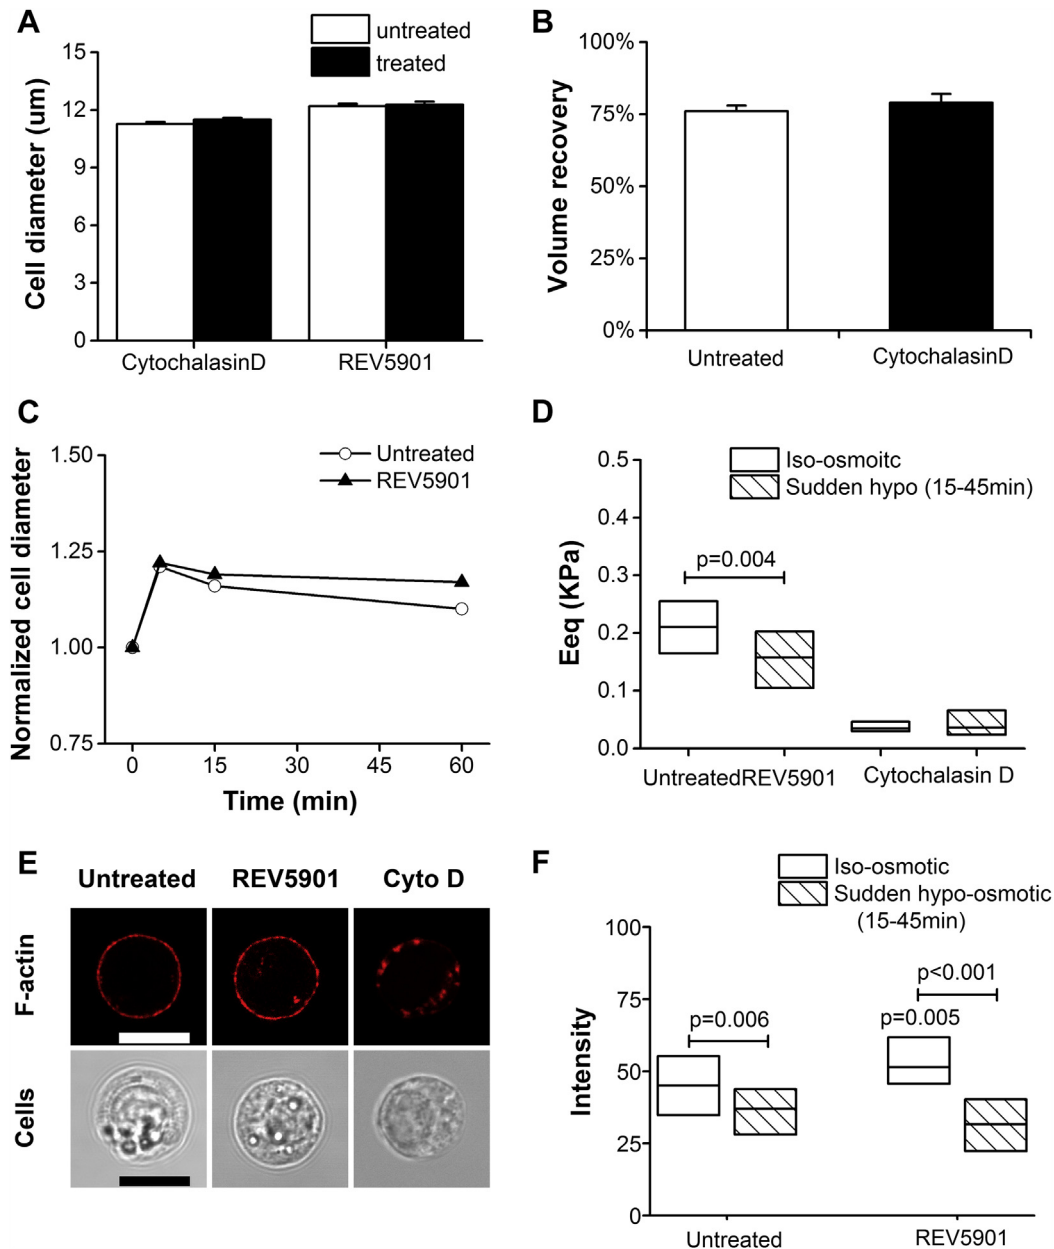 A
untreated
treated
Cell diameter (um)
15
12
9
6
3
0
CytochalasinD
REV5901
B
Volume recovery
100%
75%
50%
25%
0%
Untreated
CytochalasinD
C
Untreated
REV5901
Normalized cell diameter
1.50
1.25
1.00
0.75
0
15
30
45
60
Time (min)
D
Iso-osmoitc
Sudden hypo (15-45min)
Eeq (KPa)
0.5
0.4
0.3
0.2
0.1
0.0
p=0.004
UntreatedREV5901
Cytochalasin D
E
Untreated
REV5901
Cyto D
F-actin
Cells
F
Iso-osmotic
Sudden hypo-osmotic
(15-45min)
Intensity
100
75
50
25
0
p=0.006
p<0.001
p=0.005
Untreated
REV5901